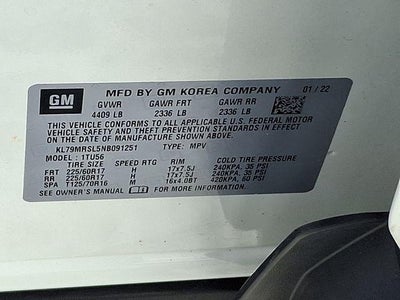 GM MFD BY GM KOREA COMPANY 01/22
GVWR GAWR FRT GAWR RR
4409 LB 2336 LB 2336 LB
THIS VEHICLE CONFORMS TO ALL APPLICABLE U.S. FEDERAL MOTOR
VEHICLE SAFETY AND THEFT PREVENTION STANDARDS IN EFFECT ON
THE DATE OF MANUFACTURE SHOWN ABOVE.
KL79MRSL5NB091251 TYPE: MPV
MODEL: 1TU56
TIRE SIZE SPEED RTG RIM COLD TIRE PRESSURE
FRT 225/60R17 H 17x7.5J 240KPA, 35 PSI
RR 225/60R17 H 17x7.5J 240KPA, 35 PSI
SPA T125/70R16 M 16x4.0BT 420KPA, 60 PSI
SEE OWNER'S MANUAL FOR MORE INFORMATION.